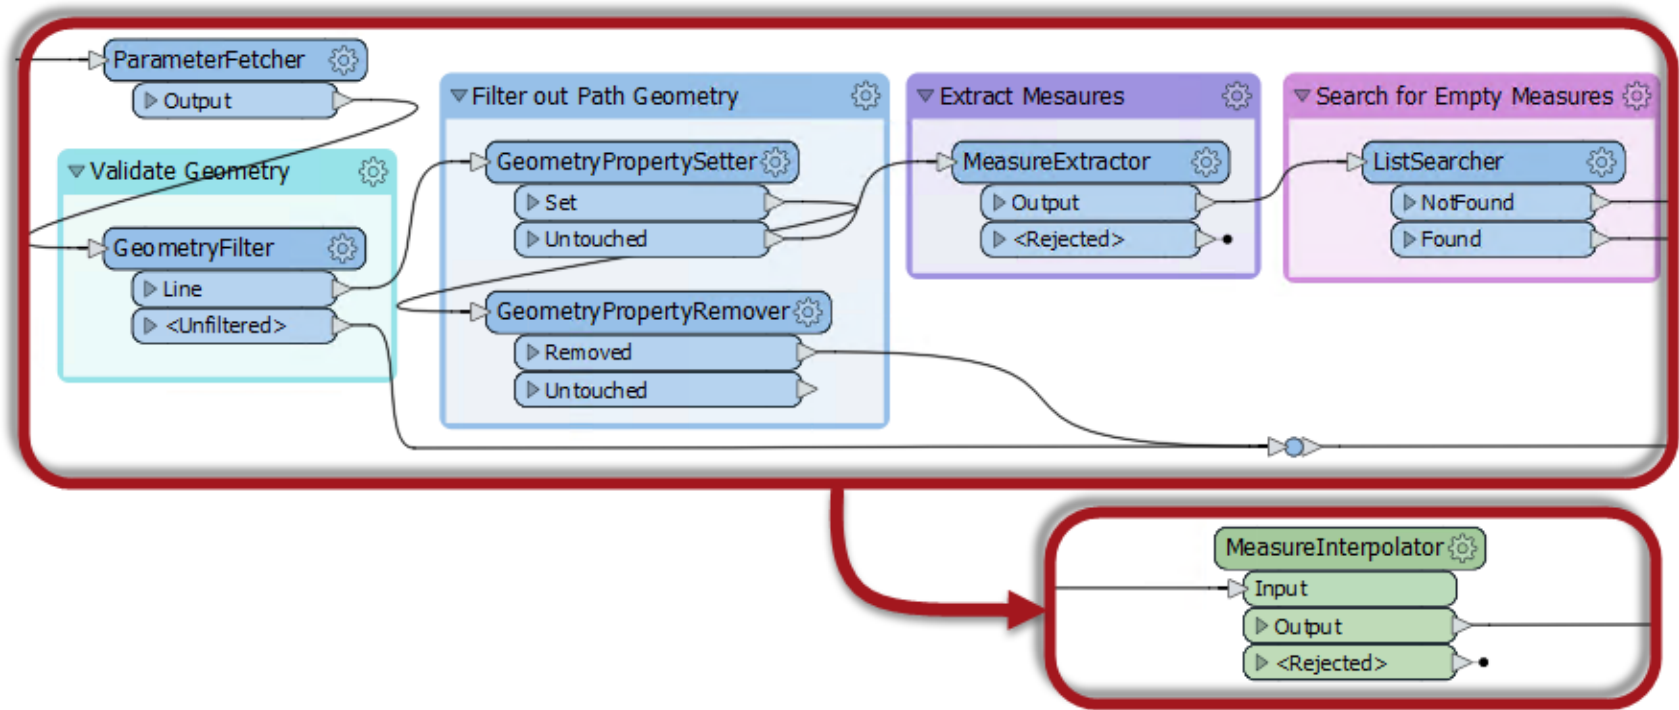 ParameterFetcher
Output
Validate Geometry
GeometryFilter
Line
<Unfiltered>
Filter out Path Geometry
GeometryPropertySetter
Set
Untouched
GeometryPropertyRemover
Removed
Untouched
Extract Mesaures
MeasureExtractor
Output
<Rejected>
Search for Empty Measures
ListSearcher
NotFound
Found
MeasureInterpolator
Input
Output
<Rejected>